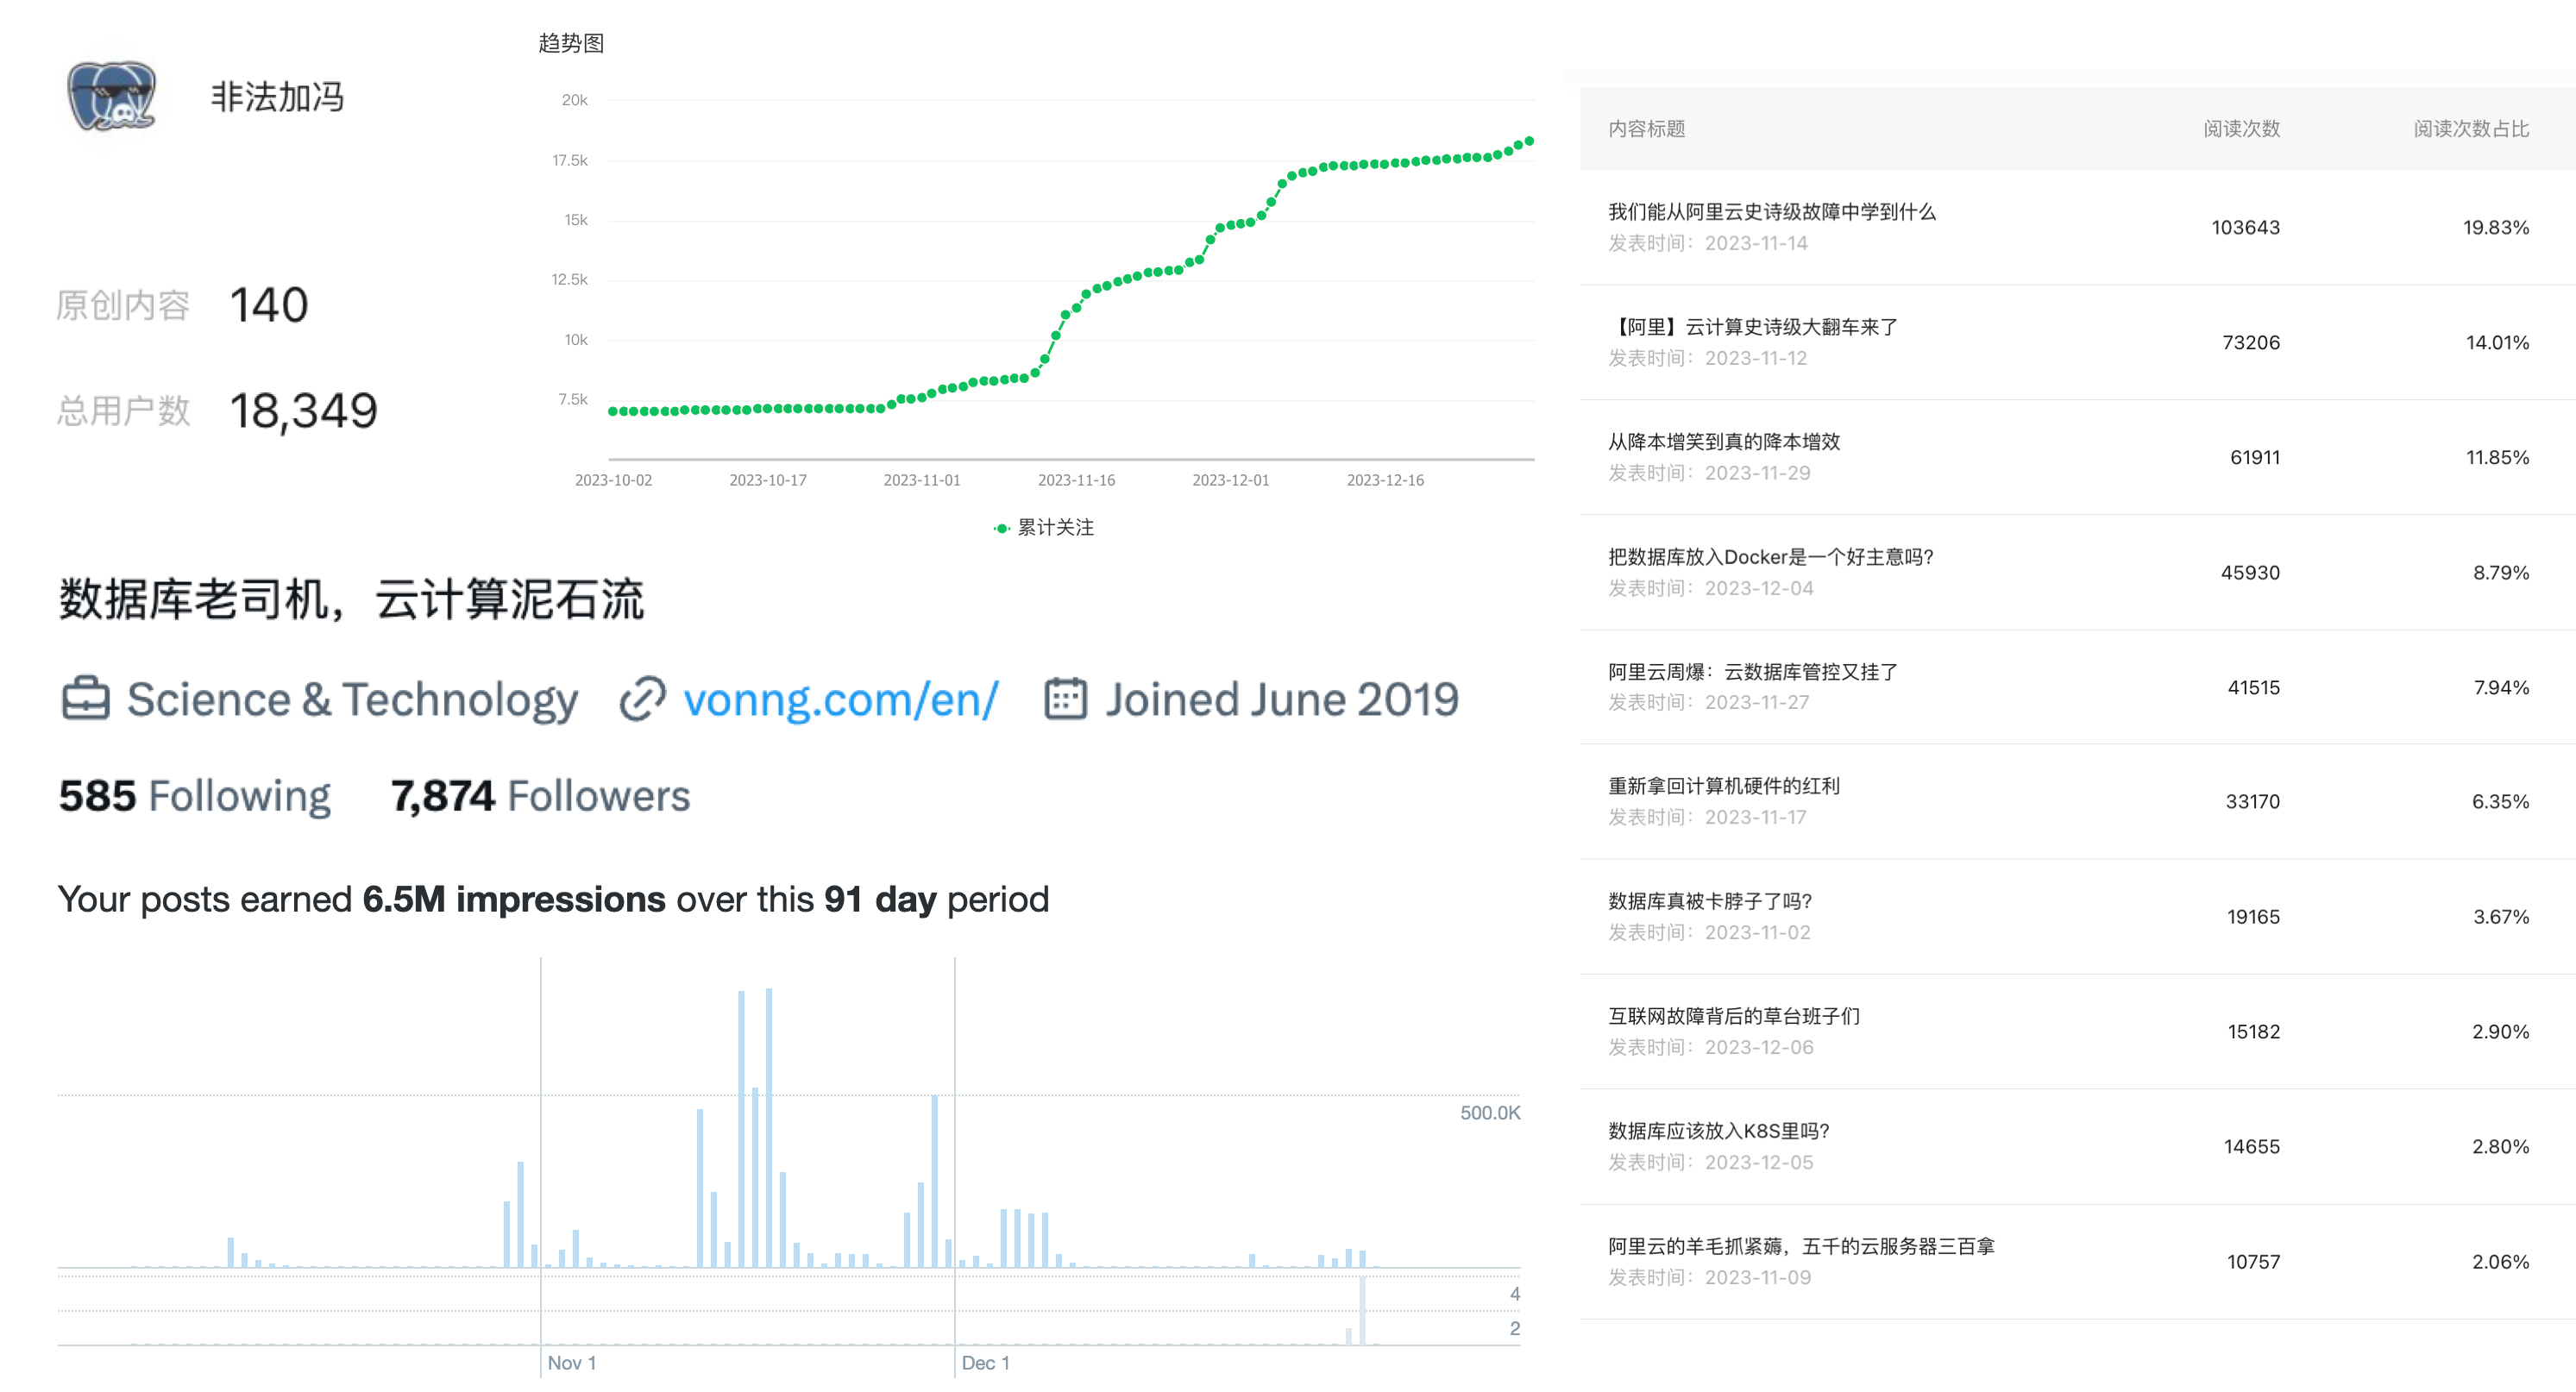 非法加冯
原创内容 140
总用户数 18,349
趋势图
20k
17.5k
15k
12.5k
10k
7.5k
2023-10-02 2023-10-17 2023-11-01 2023-11-16 2023-12-01 2023-12-16
累计关注
数据库老司机，云计算泥石流
Science & Technology vonng.com/en/ Joined June 2019
585 Following 7,874 Followers
Your posts earned 6.5M impressions over this 91 day period
500.0K
4
2
Nov 1 Dec 1
内容标题 阅读次数 阅读次数占比
我们能从阿里云史诗级故障中学到什么
发表时间：2023-11-14
103643 19.83%
【阿里】云计算史诗级大翻车来了
发表时间：2023-11-12
73206 14.01%
从降本增笑到真的降本增效
发表时间：2023-11-29
61911 11.85%
把数据库放入Docker是一个好主意吗？
发表时间：2023-12-04
45930 8.79%
阿里云周爆：云数据库管控又挂了
发表时间：2023-11-27
41515 7.94%
重新拿回计算机硬件的红利
发表时间：2023-11-17
33170 6.35%
数据库真被卡脖子了吗？
发表时间：2023-11-02
19165 3.67%
互联网故障背后的草台班子们
发表时间：2023-12-06
15182 2.90%
数据库应该放入K8S里吗？
发表时间：2023-12-05
14655 2.80%
阿里云的羊毛抓紧薅，五千的云服务器三百拿
发表时间：2023-11-09
10757 2.06%